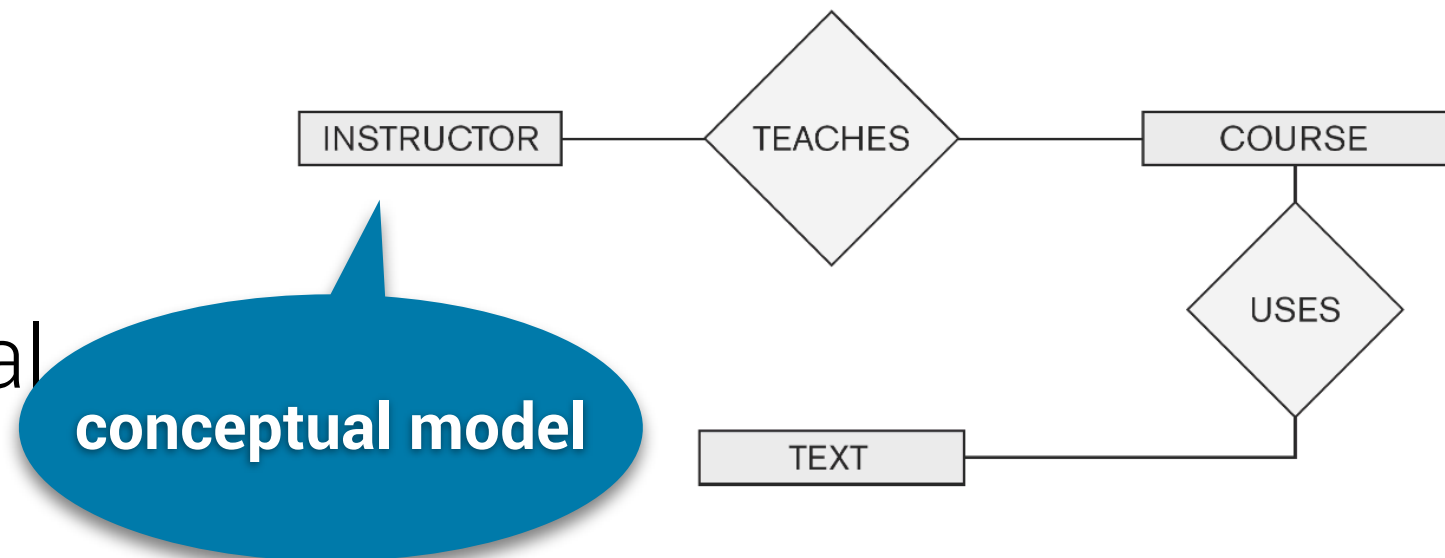 INSTRUCTOR
TEACHES
COURSE
USES
conceptual model
TEXT